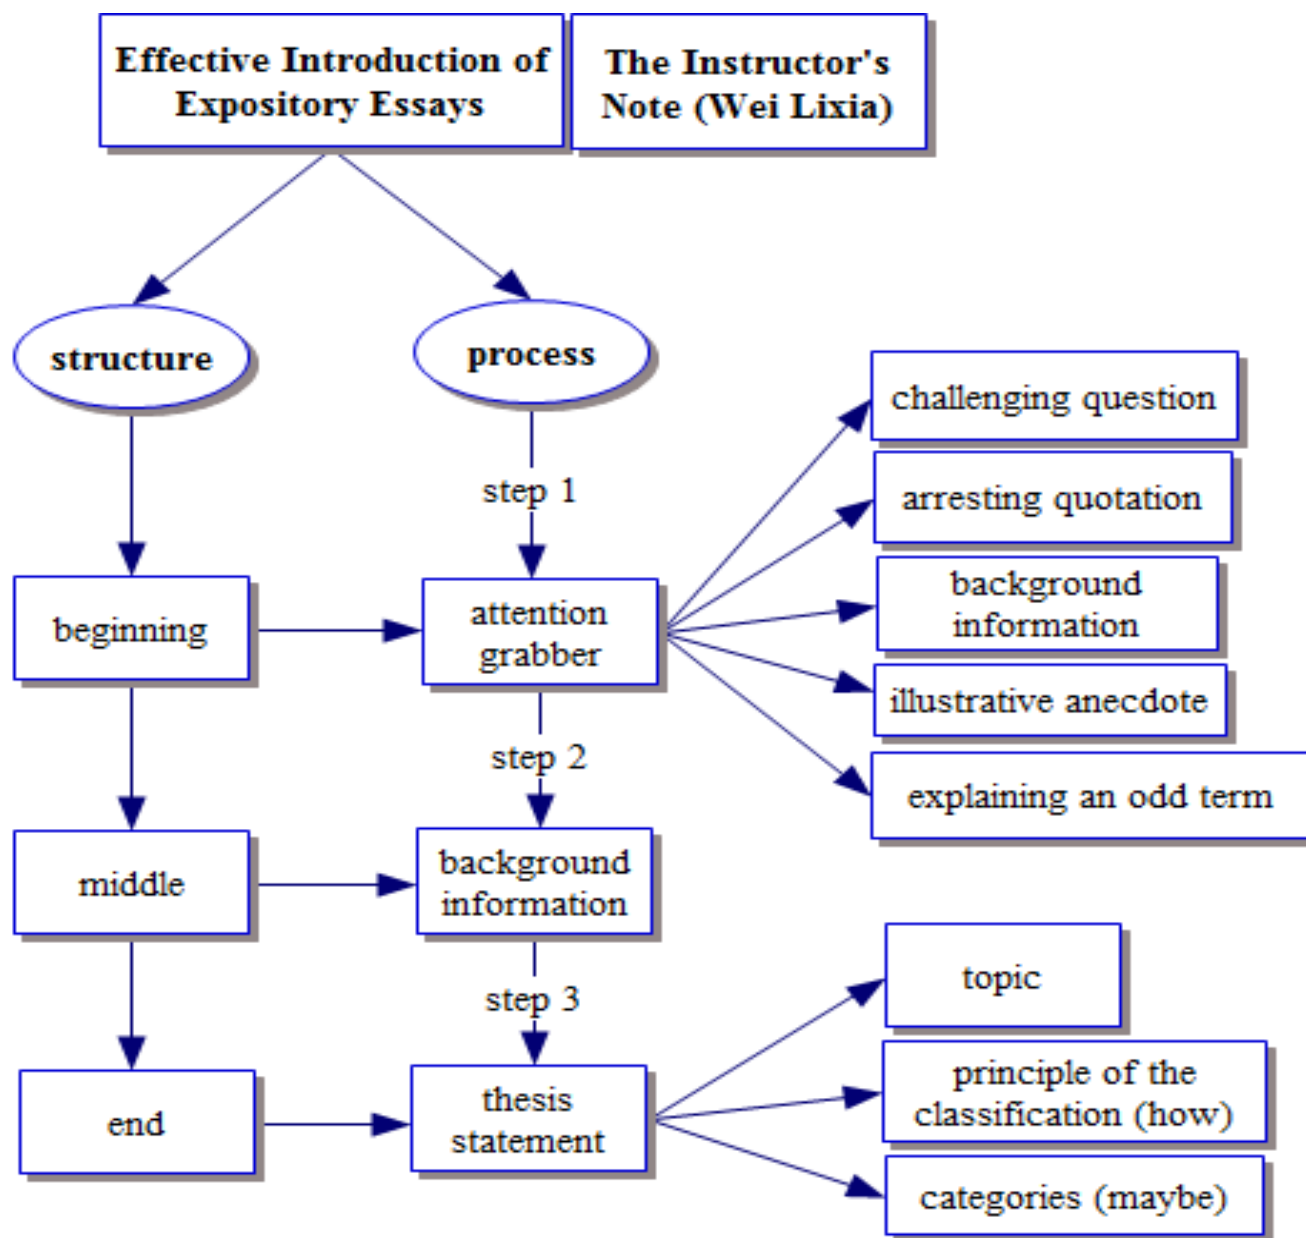 Effective Introduction of
Expository Essays
The Instructor's
Note (Wei Lixia)
structure
process
step 1
challenging question
arresting quotation
background
information
illustrative anecdote
explaining an odd term
beginning
attention
grabber
step 2
middle
background
information
step 3
end
thesis
statement
topic
principle of the
classification (how)
categories (maybe)